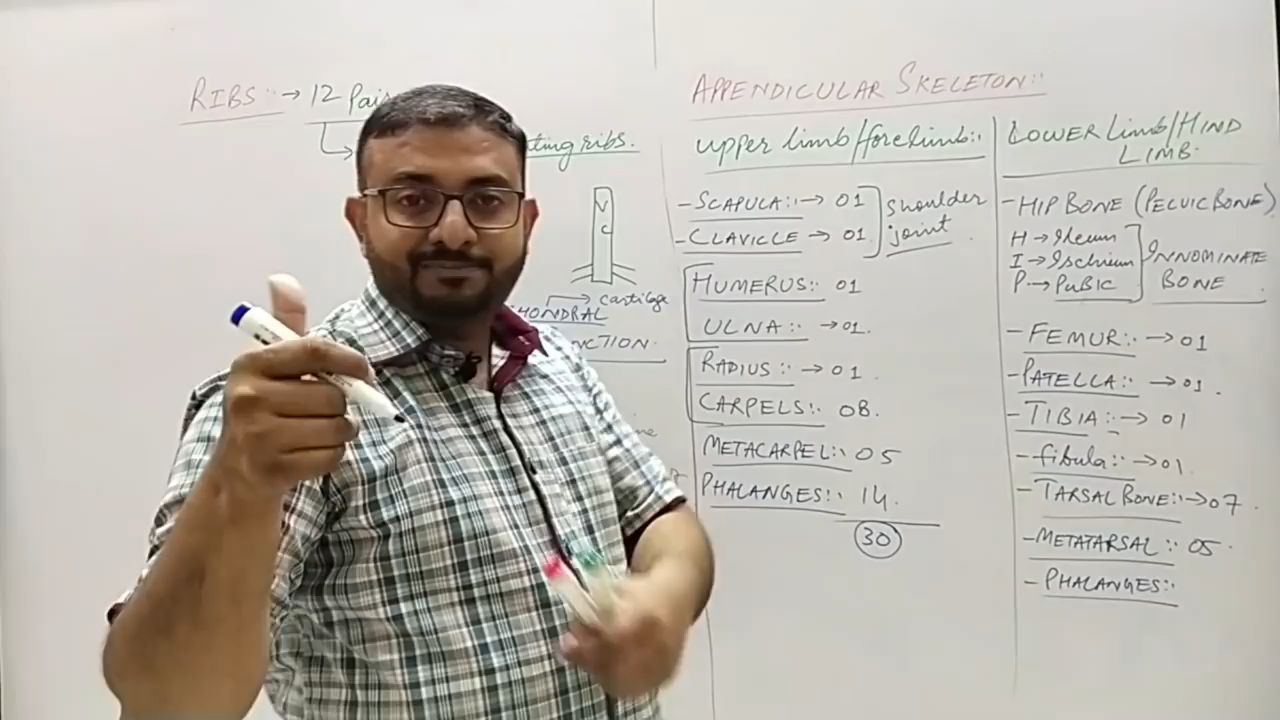 RIBS :→ 12 Pairs
ting ribs.
V
C
cartilage
HONDRAL
NCTION.
APPENDICULAR SKELETON::
upper limb/forelimb::
- SCAPULA::→ 01
- CLAVILLE → 01
shoulder
joint
HUMERUS:: 01
ULNA :: →01.
RADIUS :: →01
CARPELS:: 08.
METACARPEL:: 05
PHALANGES:: 14.
30
LOWER Limb/HIND
LIMB.
- HIP BONE (PELVIC BONE)
H → Ileum
I → Ischium
P → PUBIC
INNOMINATE
BONE
- FEMUR:: →01
- PATELLA:: →01.
- TIBIA :→ 01
- fibula:: →01.
- TARSAL BONE::→07
- METATARSAL :: 05.
- PHALANGES::